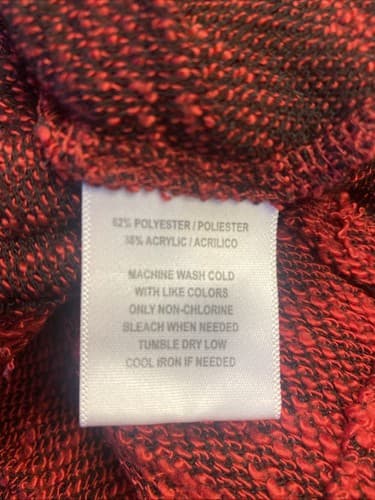 62% POLYESTER / POLIESTER
38% ACRYLIC / ACRILICO
MACHINE WASH COLD
WITH LIKE COLORS
ONLY NON-CHLORINE
BLEACH WHEN NEEDED
TUMBLE DRY LOW
COOL IRON IF NEEDED